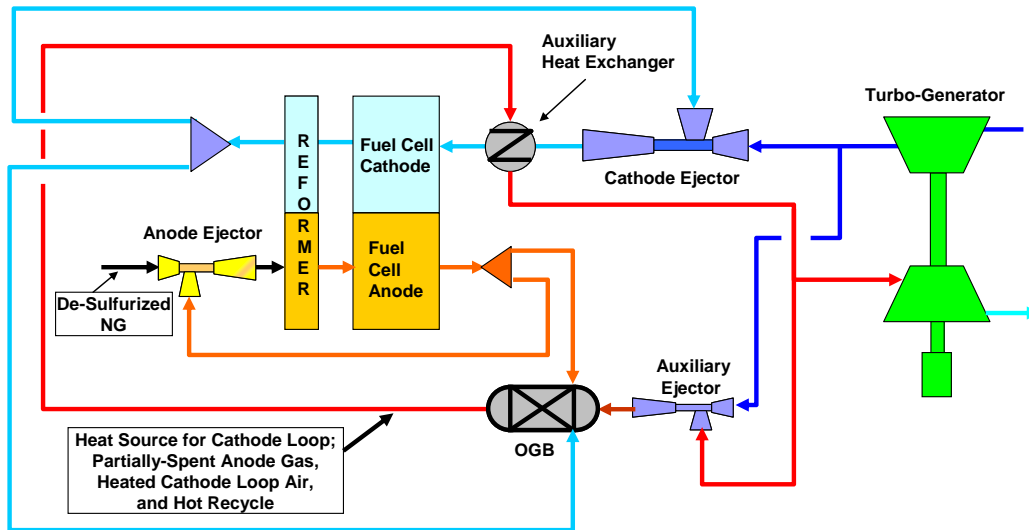 Auxiliary
Heat Exchanger
Turbo-Generator
REFORMER
Fuel Cell
Cathode
Cathode Ejector
Anode Ejector
Fuel
Cell
Anode
De-Sulfurized
NG
Auxiliary
Ejector
OGB
Heat Source for Cathode Loop;
Partially-Spent Anode Gas,
Heated Cathode Loop Air,
and Hot Recycle